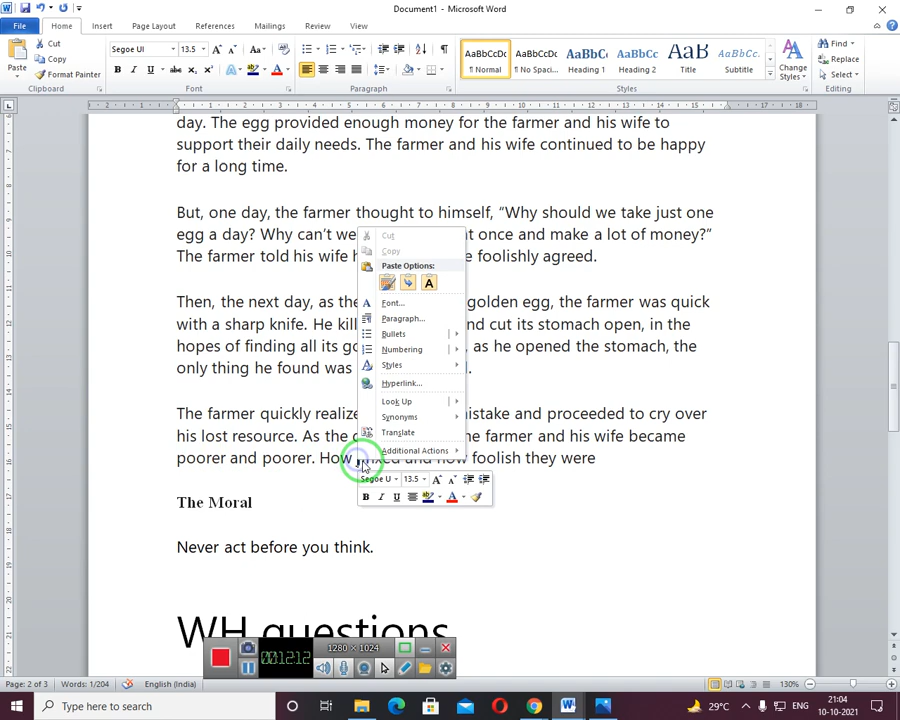 Document1 - Microsoft Word
File Home Insert Page Layout References Mailings Review View
Cut
Copy
Format Painter
Paste
Clipboard
Segoe UI 13.5
Font
Paragraph
AaBbCcDc AaBbCcDc AaBbCc AaBbCc AaB AaBbCc.
¶ Normal ¶ No Spaci... Heading 1 Heading 2 Title Subtitle
Change Styles
Styles
Find
Replace
Select
Editing
day. The egg provided enough money for the farmer and his wife to
support their daily needs. The farmer and his wife continued to be happy
for a long time.
But, one day, the farmer thought to himself, “Why should we take just one
egg a day? Why can’t we at once and make a lot of money?”
The farmer told his wife foolishly agreed.
Then, the next day, as the golden egg, the farmer was quick
with a sharp knife. He kill nd cut its stomach open, in the
hopes of finding all its go , as he opened the stomach, the
only thing he found was
The farmer quickly realize istake and proceeded to cry over
his lost resource. As the he farmer and his wife became
poorer and poorer. How jinxed and how foolish they were
The Moral
Never act before you think.
WH questions
Cut
Copy
Paste Options:
Font...
Paragraph...
Bullets
Numbering
Styles
Hyperlink...
Look Up
Synonyms
Translate
Additional Actions
Segoe U 13.5
00:12:12
1280 × 1024
Page: 2 of 3 Words: 1/204 English (India) 130%
Type here to search
29°C
21:04
10-10-2021